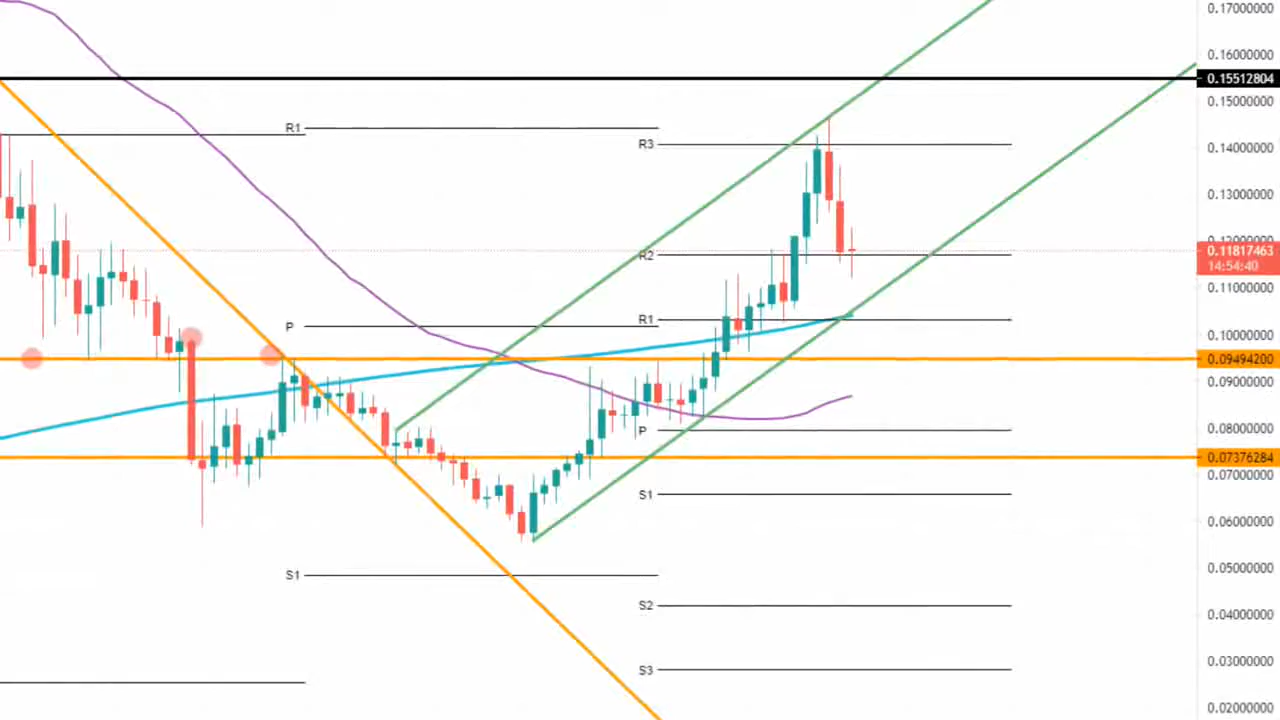 0.17000000
0.16000000
0.15512804
0.15000000
R1
R3
0.14000000
0.13000000
0.12000000
0.11817463
R2
14:54:40
0.11000000
R1
P
0.10000000
0.09494200
0.09000000
P
0.08000000
0.07376284
0.07000000
S1
0.06000000
0.05000000
S1
S2
0.04000000
0.03000000
S3
0.02000000